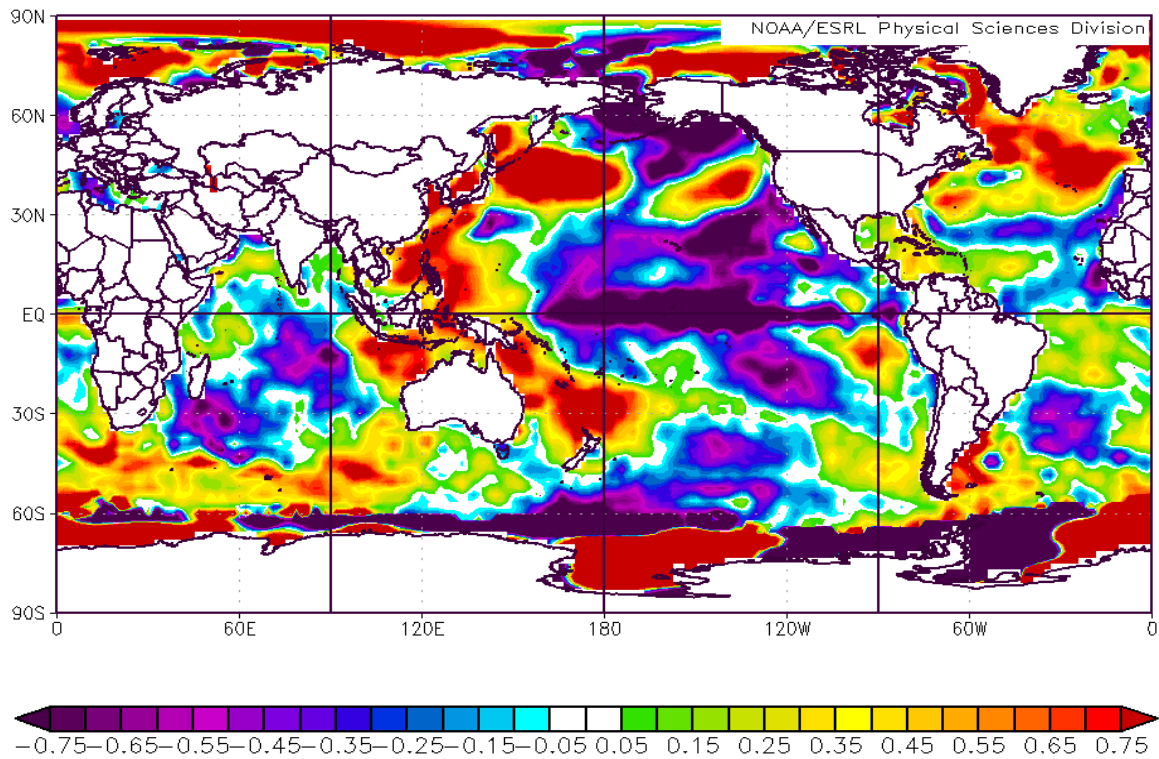 NOAA/ESRL Physical Sciences Division
90N
60N
30N
EQ
30S
60S
90S
0 60E 120E 180 120W 60W 0
−0.75 −0.65 −0.55 −0.45 −0.35 −0.25 −0.15 −0.05 0.05 0.15 0.25 0.35 0.45 0.55 0.65 0.75